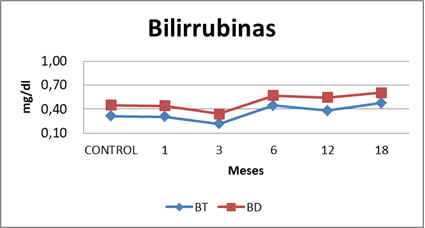 Bilirrubinas
mg/dl
1,00
0,70
0,40
0,10
CONTROL 1 3 6 12 18
Meses
BT BD